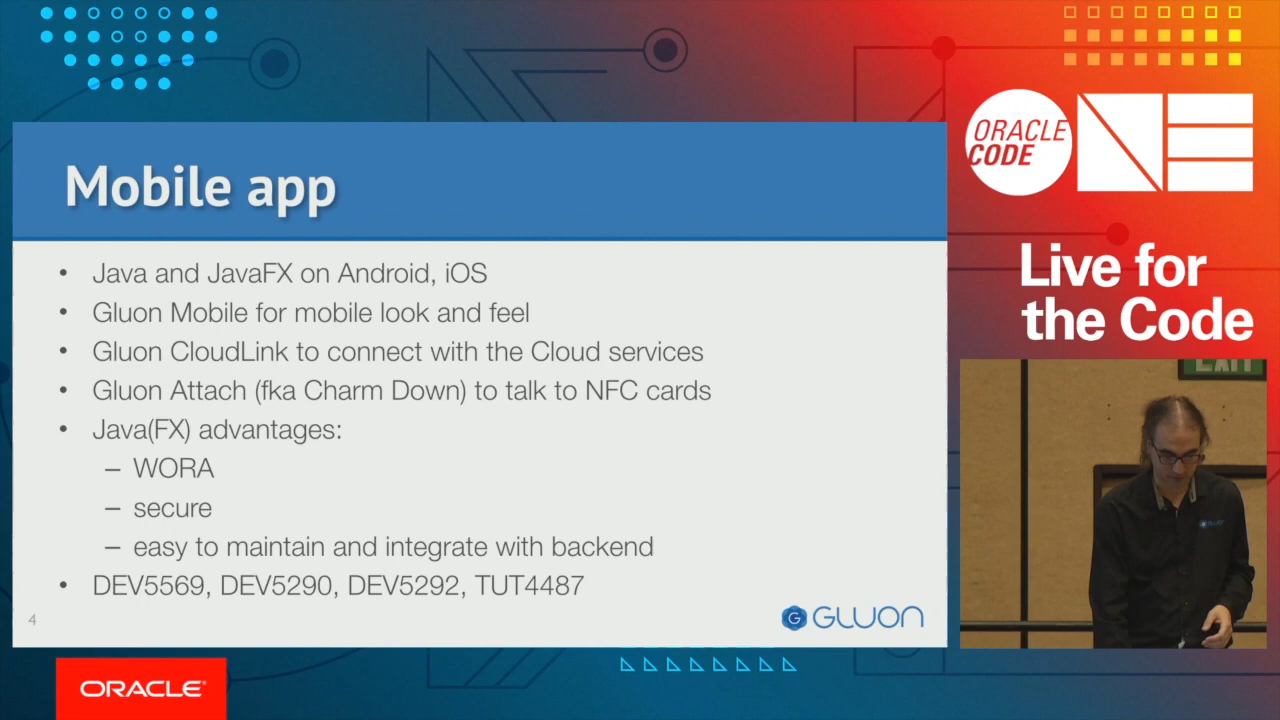 Mobile app
• Java and JavaFX on Android, iOS
• Gluon Mobile for mobile look and feel
• Gluon CloudLink to connect with the Cloud services
• Gluon Attach (fka Charm Down) to talk to NFC cards
• Java(FX) advantages:
– WORA
– secure
– easy to maintain and integrate with backend
• DEV5569, DEV5290, DEV5292, TUT4487
4
GLUON
ORACLE
CODE
ONE
Live for
the Code
EXIT
GLUON
ORACLE